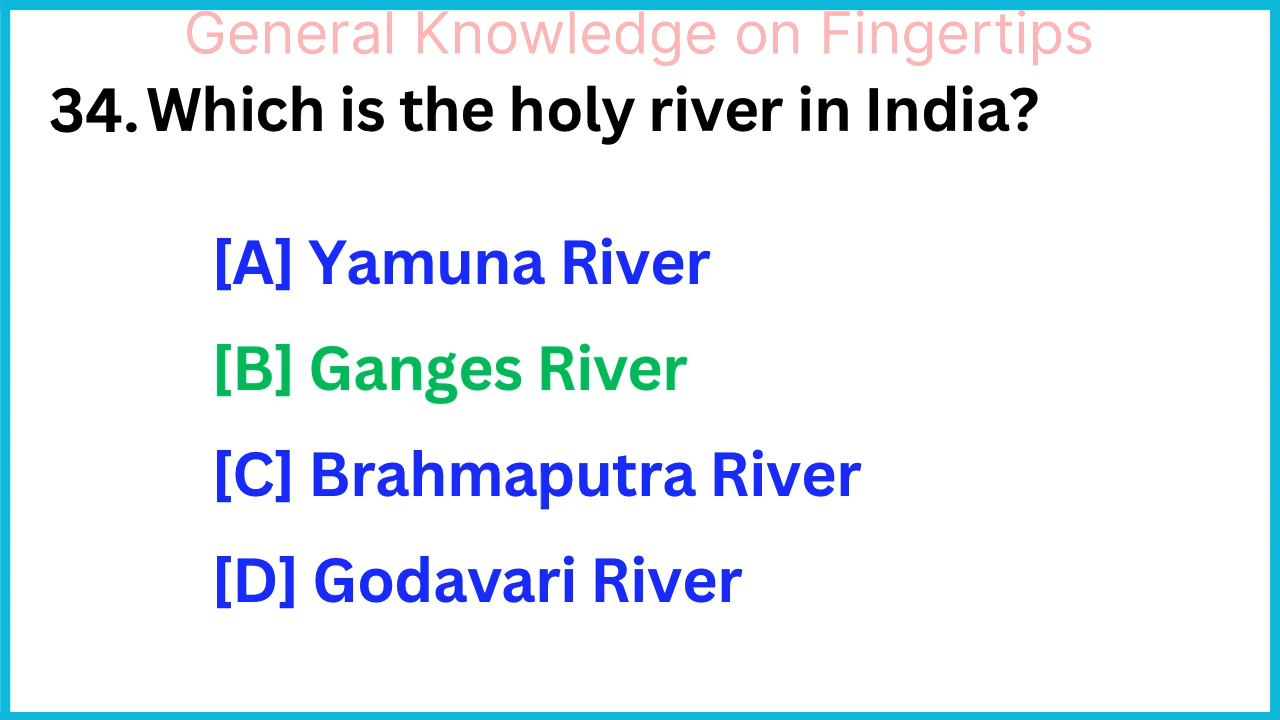 General Knowledge on Fingertips
34. Which is the holy river in India?
[A] Yamuna River
[B] Ganges River
[C] Brahmaputra River
[D] Godavari River